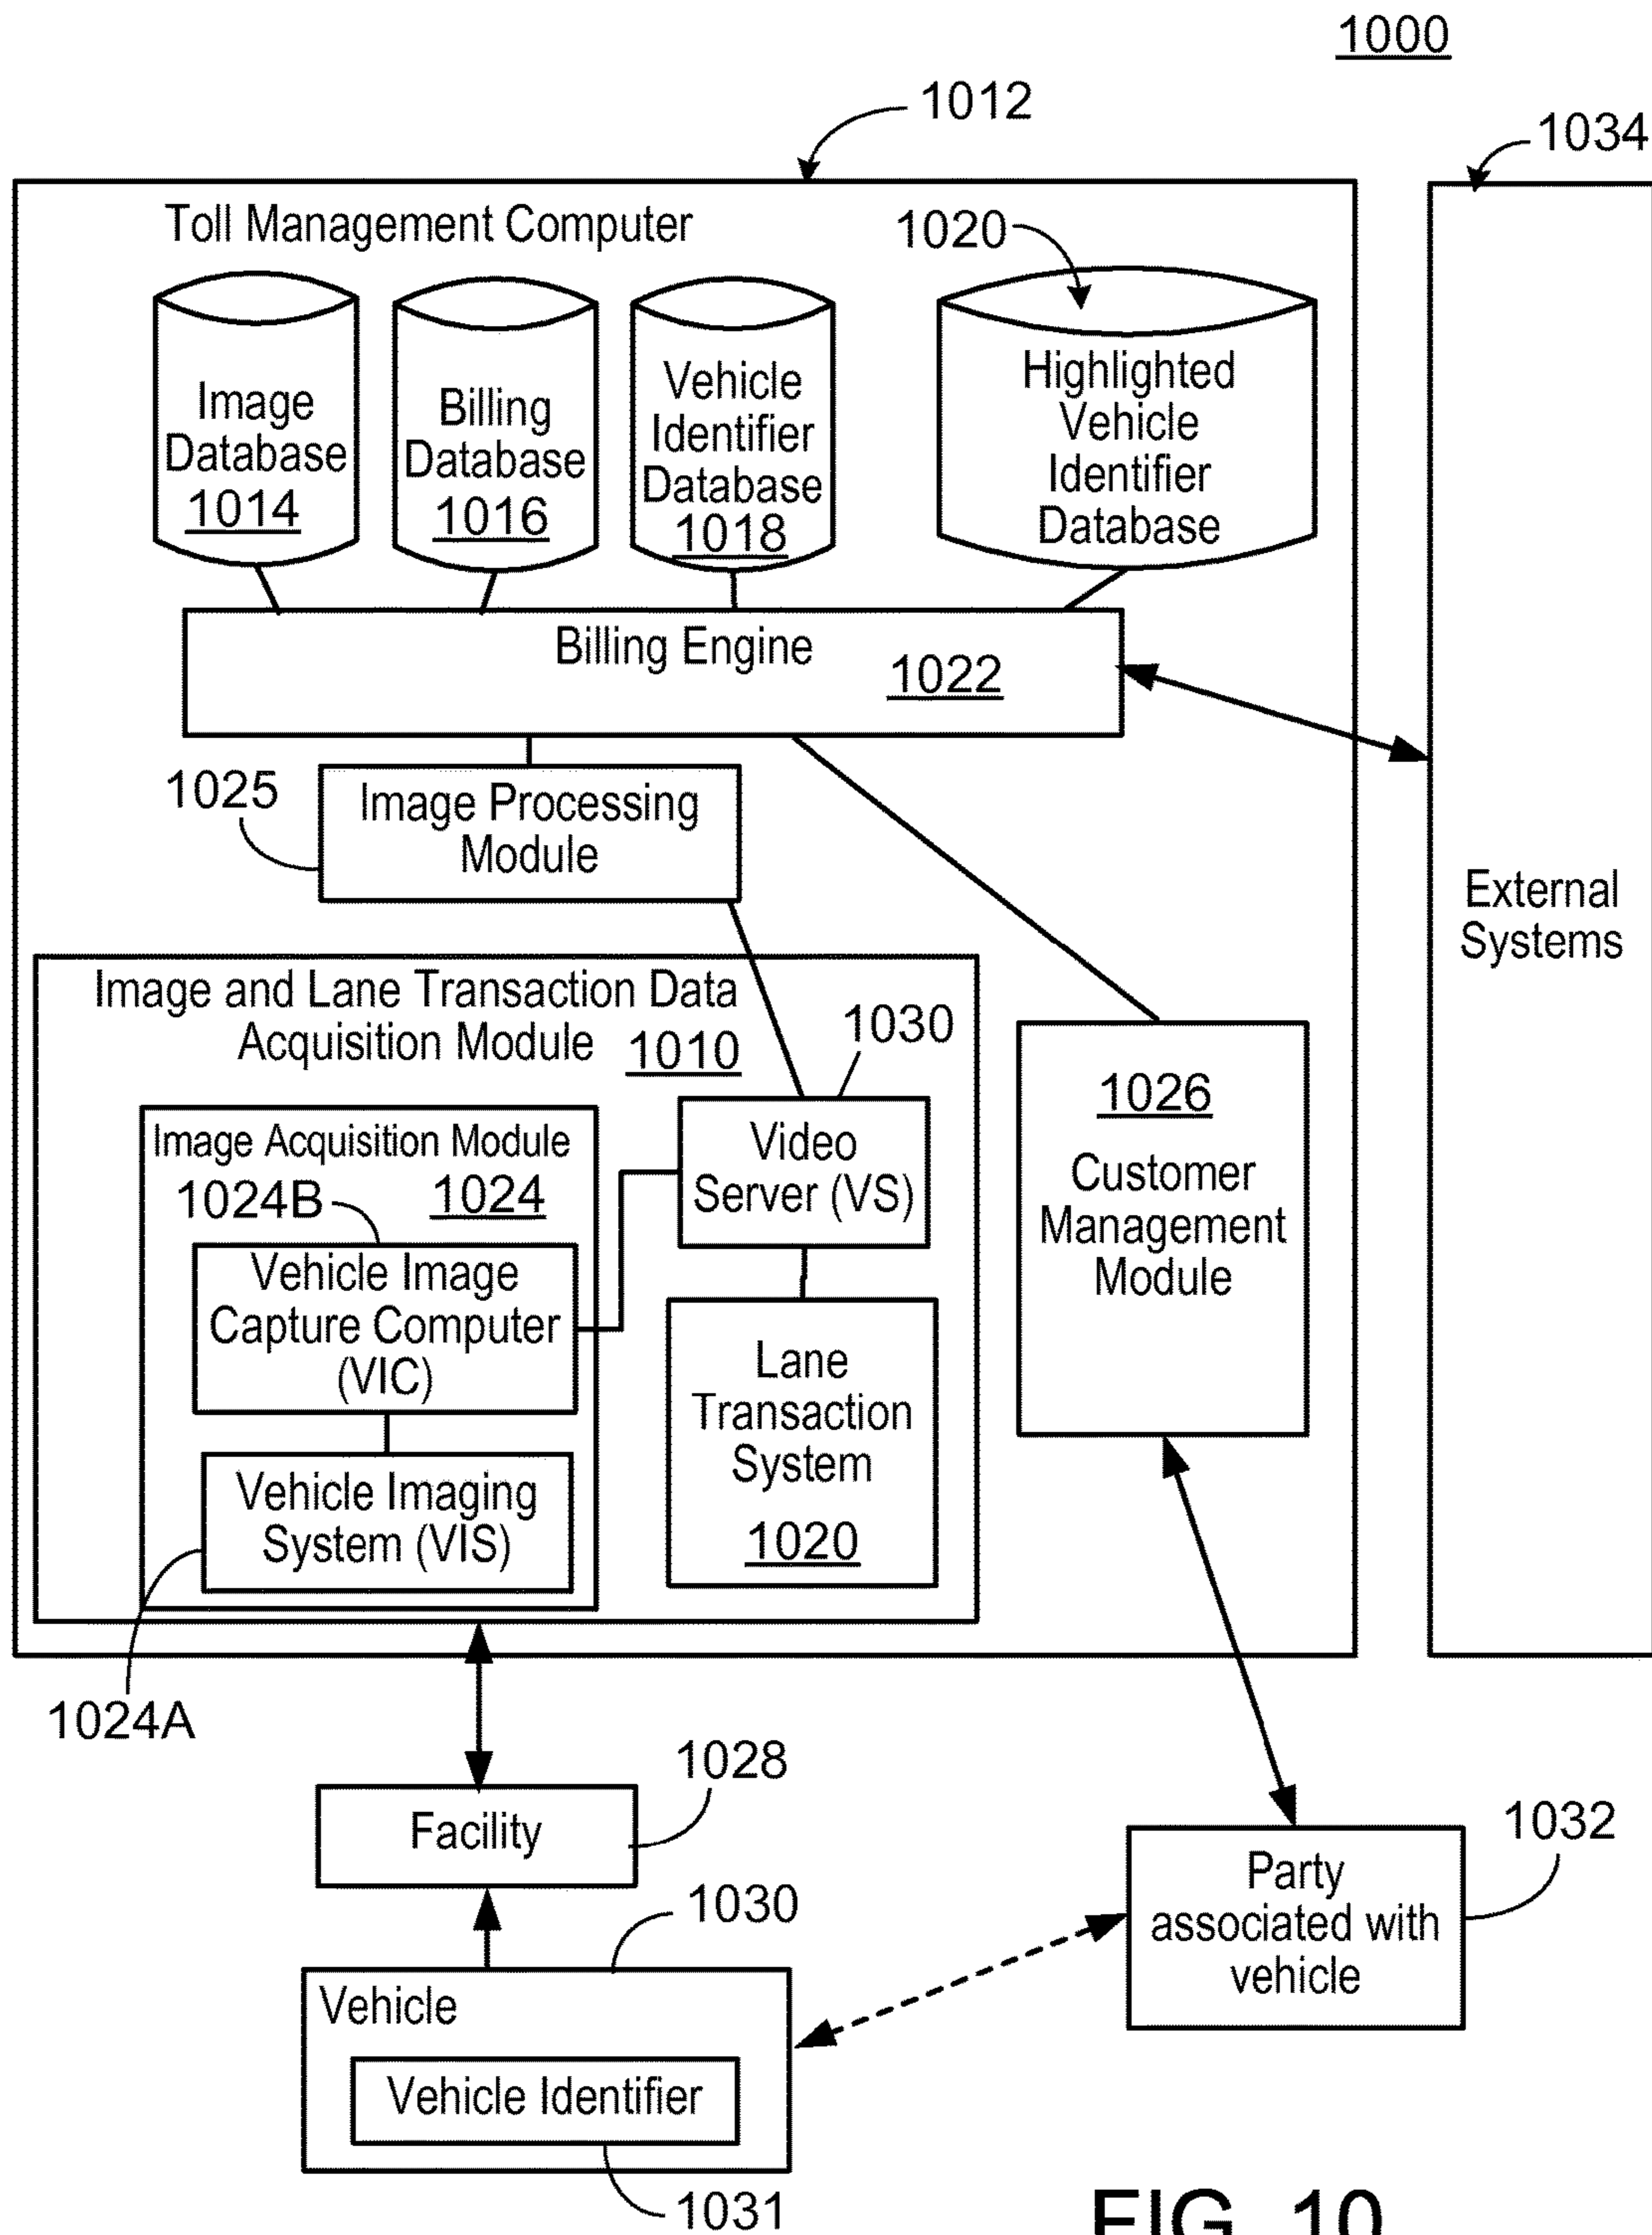 1000
1012
1034
Toll Management Computer
1020
Image
Database
1014
Billing
Database
1016
Vehicle
Identifier
Database
1018
Highlighted
Vehicle
Identifier
Database
Billing Engine
1022
1025
Image Processing
Module
External
Systems
Image and Lane Transaction Data
Acquisition Module 1010
1030
Image Acquisition Module
1024
1024B
Vehicle Image
Capture Computer
(VIC)
Vehicle Imaging
System (VIS)
1024A
Video
Server (VS)
Lane
Transaction
System
1020
1026
Customer
Management
Module
1028
Facility
1030
Vehicle
Vehicle Identifier
1031
1032
Party
associated with
vehicle
FIG. 10